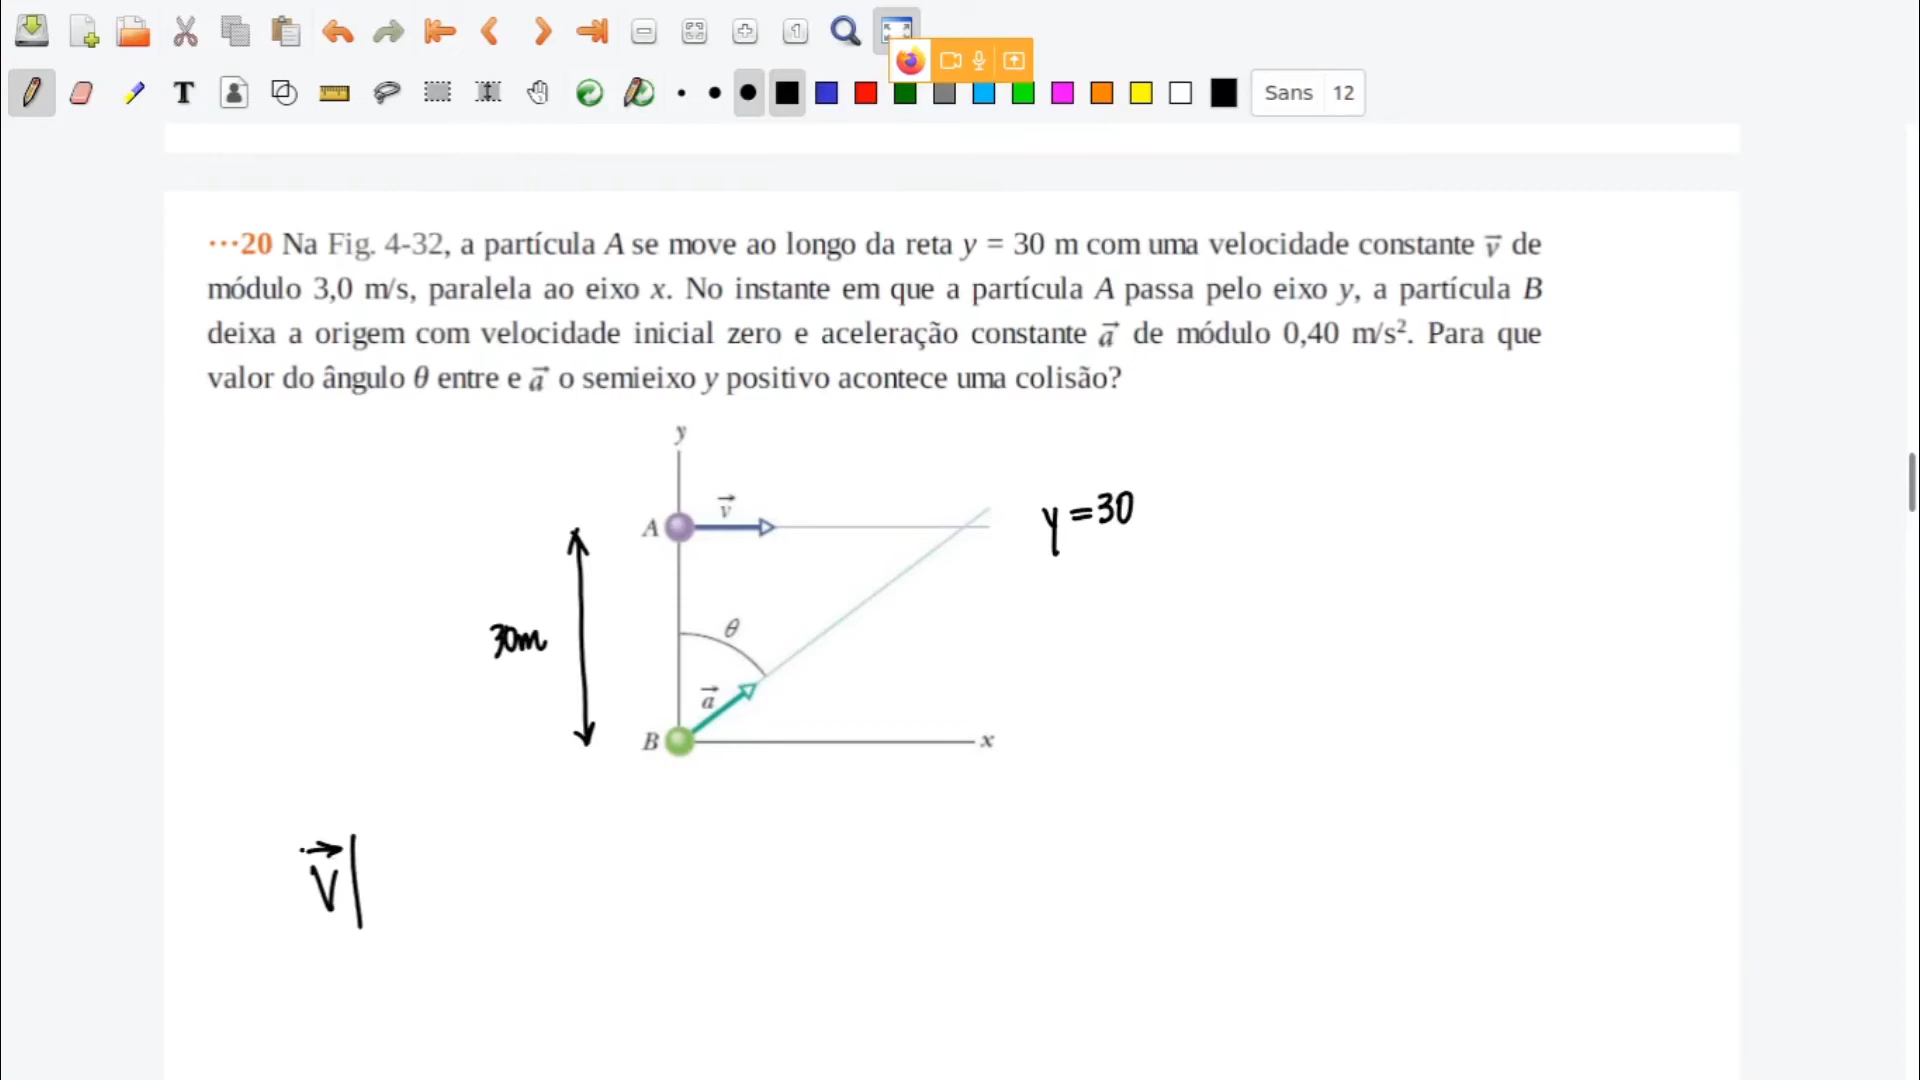 T
1
Sans 12
···20 Na Fig. 4-32, a partícula A se move ao longo da reta y = 30 m com uma velocidade constante v⃗ de
módulo 3,0 m/s, paralela ao eixo x. No instante em que a partícula A passa pelo eixo y, a partícula B
deixa a origem com velocidade inicial zero e aceleração constante a⃗ de módulo 0,40 m/s². Para que
valor do ângulo θ entre e a⃗ o semieixo y positivo acontece uma colisão?
y
v⃗
A
y = 30
30m
θ
a⃗
B
x
v⃗|